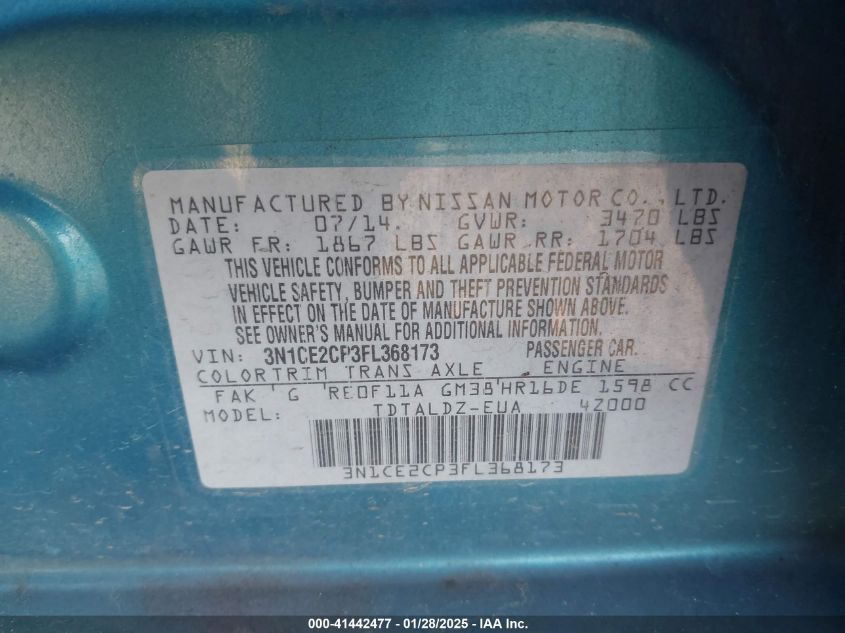 MANUFACTURED BY NISSAN MOTOR CO., LTD.
DATE: 07/14. GVWR: 3470 LBS
GAWR FR: 1867 LBS GAWR RR: 1704 LBS
THIS VEHICLE CONFORMS TO ALL APPLICABLE FEDERAL MOTOR
VEHICLE SAFETY, BUMPER AND THEFT PREVENTION STANDARDS
IN EFFECT ON THE DATE OF MANUFACTURE SHOWN ABOVE.
SEE OWNER'S MANUAL FOR ADDITIONAL INFORMATION.
VIN: 3N1CE2CP3FL368173 PASSENGER CAR.
COLOR TRIM TRANS AXLE ENGINE
FAK G RE0F11A GM38 HR16DE 1598 CC
MODEL: TDTALDZ-EUA 4Z000
3N1CE2CP3FL368173
000-41442477 - 01/28/2025 - IAA Inc.